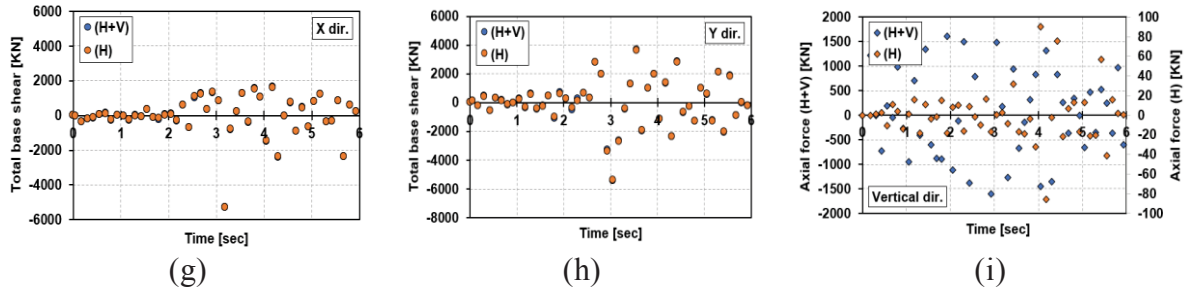 6000
4000
2000
0
-2000
-4000
-6000
0 1 2 3 4 5 6
Total base shear [KN]
Time [sec]
(H+V)
(H)
X dir.
(g)
8000
6000
4000
2000
0
-2000
-4000
-6000
-8000
0 1 2 3 4 5 6
Total base shear [KN]
Time [sec]
(H+V)
(H)
Y dir.
(h)
2000
1500
1000
500
0
-500
-1000
-1500
-2000
0 1 2 3 4 5 6
100
80
60
40
20
0
-20
-40
-60
-80
-100
Axial force (H+V) [KN]
Axial force (H) [KN]
Time [sec]
(H+V)
(H)
Vertical dir.
(i)